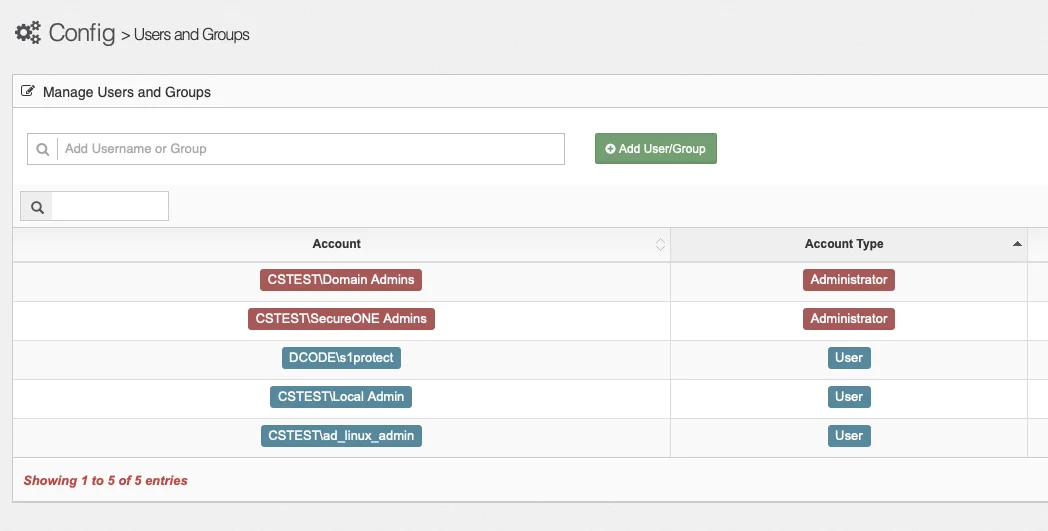 Config > Users and Groups
Manage Users and Groups
Add Username or Group
Add User/Group
Account Account Type
CSTEST\Domain Admins Administrator
CSTEST\SecureONE Admins Administrator
DCODE\s1protect User
CSTEST\Local Admin User
CSTEST\ad_linux_admin User
Showing 1 to 5 of 5 entries